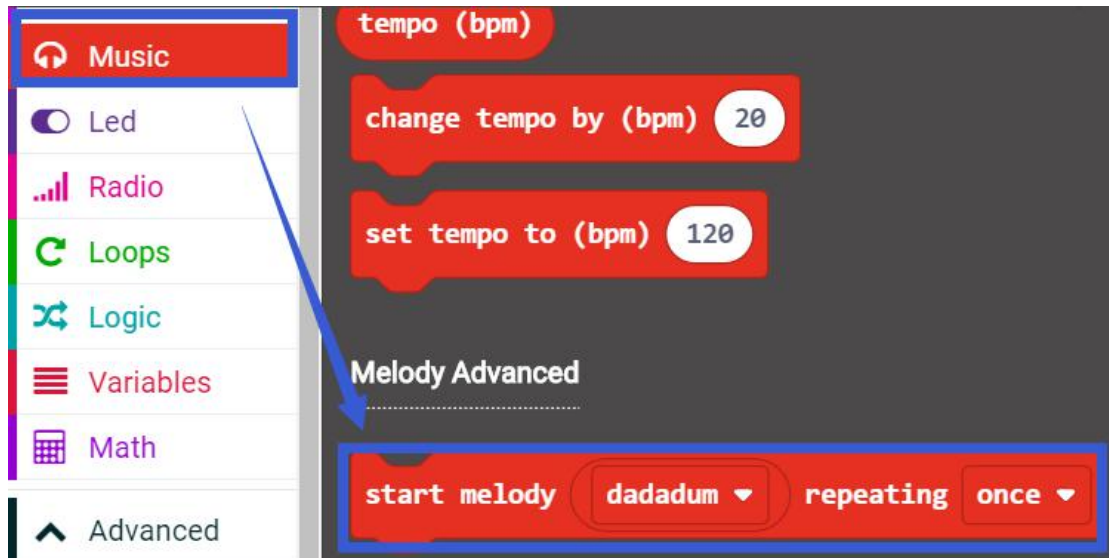 Music
Led
Radio
Loops
Logic
Variables
Math
Advanced
tempo (bpm)
change tempo by (bpm) 20
set tempo to (bpm) 120
Melody Advanced
start melody dadadum repeating once